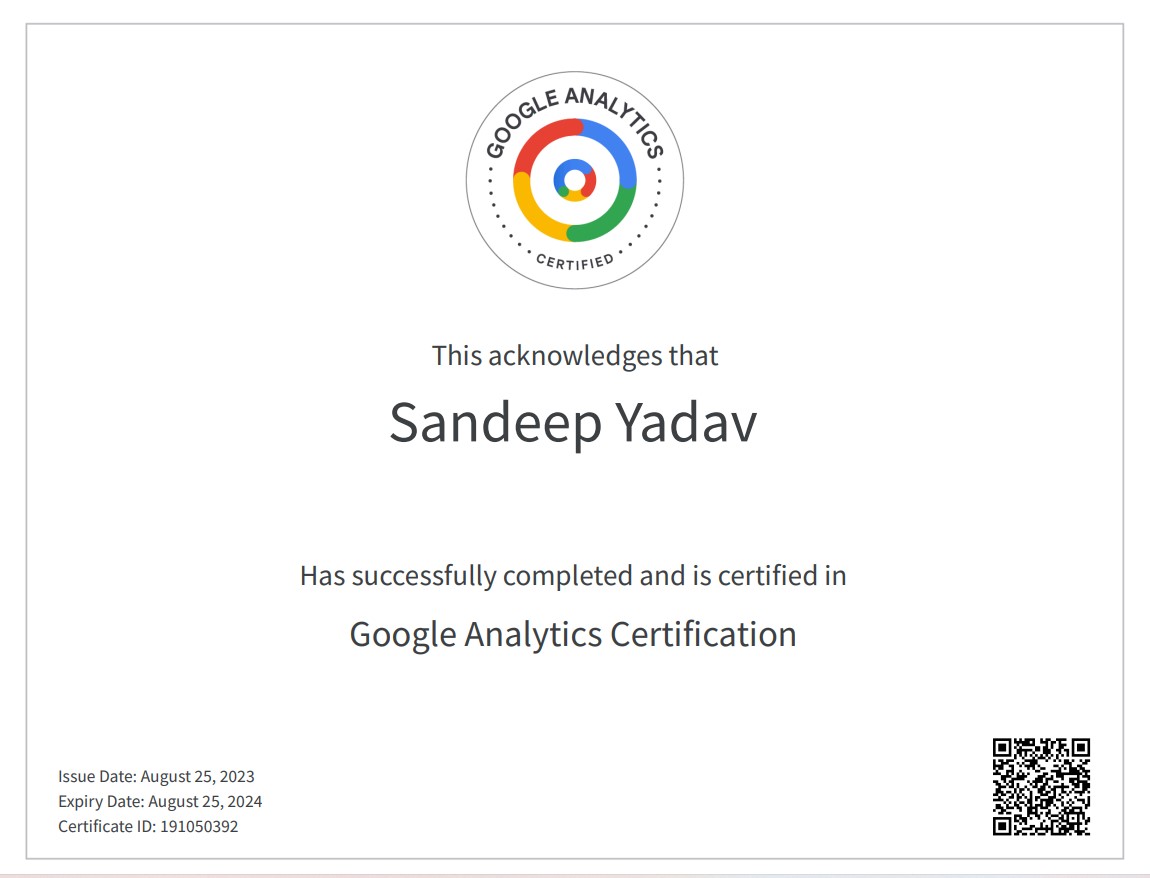 GOOGLE ANALYTICS
CERTIFIED
This acknowledges that
Sandeep Yadav
Has successfully completed and is certified in
Google Analytics Certification
Issue Date: August 25, 2023
Expiry Date: August 25, 2024
Certificate ID: 191050392